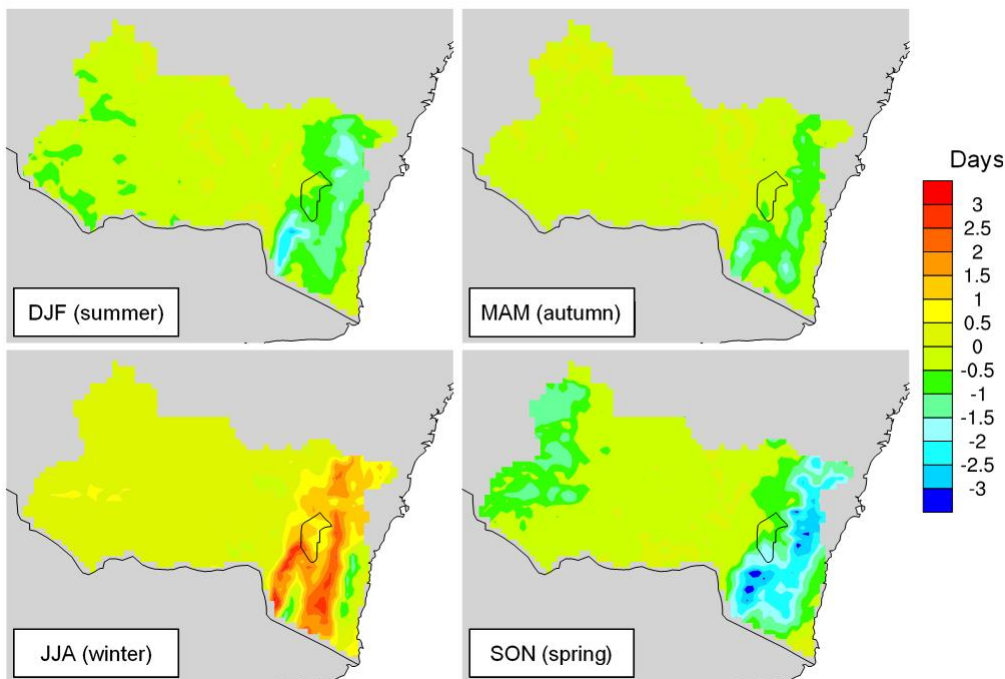 DJF (summer)
MAM (autumn)
Days
3
2.5
2
1.5
1
0.5
0
-0.5
-1
-1.5
-2
-2.5
-3
JJA (winter)
SON (spring)